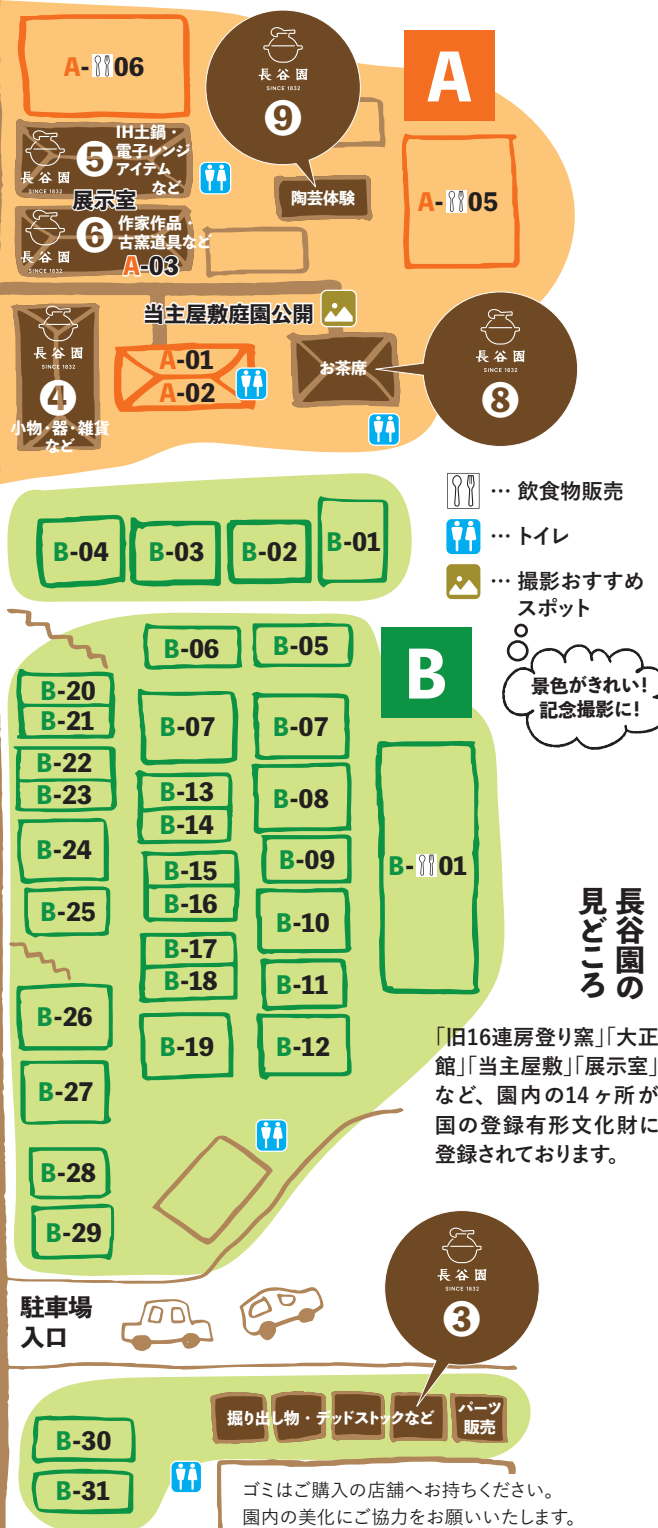 A
A-06
長谷園
SINCE 1832
9
長谷園
SINCE 1832
5
IH土鍋・
電子レンジ
アイテム
など
展示室
長谷園
SINCE 1832
6
作家作品・
古窯道具など
A-03
陶芸体験
A-05
当主屋敷庭園公開
長谷園
SINCE 1832
4
小物・器・雑貨
など
A-01
A-02
お茶席
長谷園
SINCE 1832
8
… 飲食物販売
… トイレ
… 撮影おすすめ
スポット
景色がきれい!
記念撮影に!
B-04
B-03
B-02
B-01
B
B-06
B-05
B-20
B-21
B-07
B-07
B-22
B-23
B-13
B-14
B-08
B-24
B-15
B-16
B-09
B-01
B-25
B-10
B-17
B-18
B-11
B-26
B-19
B-12
B-27
B-28
B-29
長谷園の
見どころ
「旧16連房登り窯」「大正
館」「当主屋敷」「展示室」
など、園内の14ヶ所が
国の登録有形文化財に
登録されております。
駐車場
入口
長谷園
SINCE 1832
3
掘り出し物・デッドストックなど
パーツ
販売
B-30
B-31
ゴミはご購入の店舗へお持ちください。
園内の美化にご協力をお願いいたします。